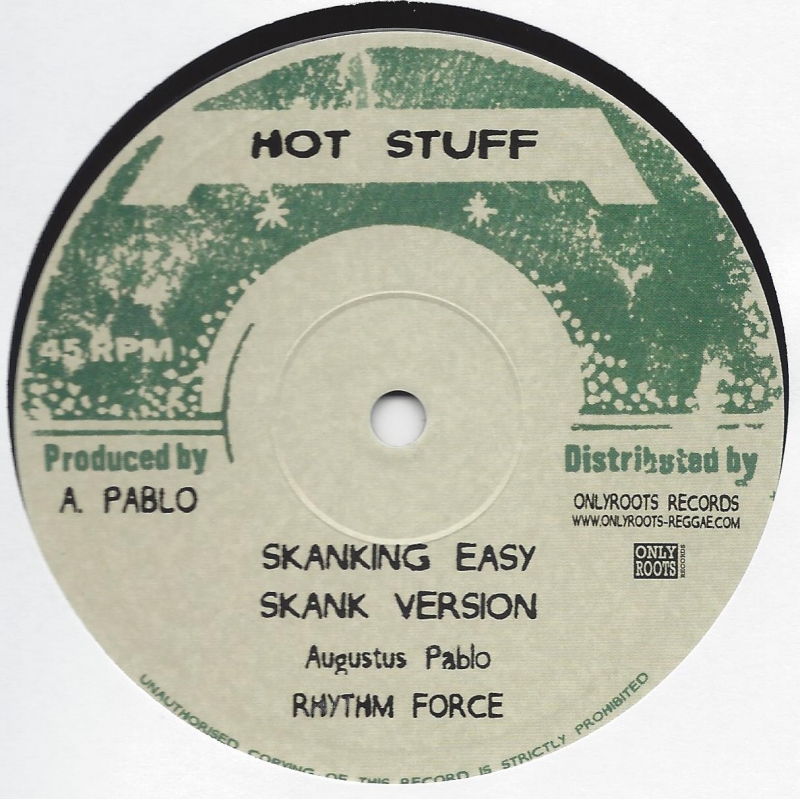 HOT STUFF
45 RPM
Produced by
A. PABLO
Distributed by
ONLYROOTS RECORDS
WWW.ONLYROOTS-REGGAE.COM
ONLY
ROOTS
RECORDS
SKANKING EASY
SKANK VERSION
Augustus Pablo
RHYTHM FORCE
UNAUTHORISED COPYING OF THIS RECORD IS STRICTLY PROHIBITED